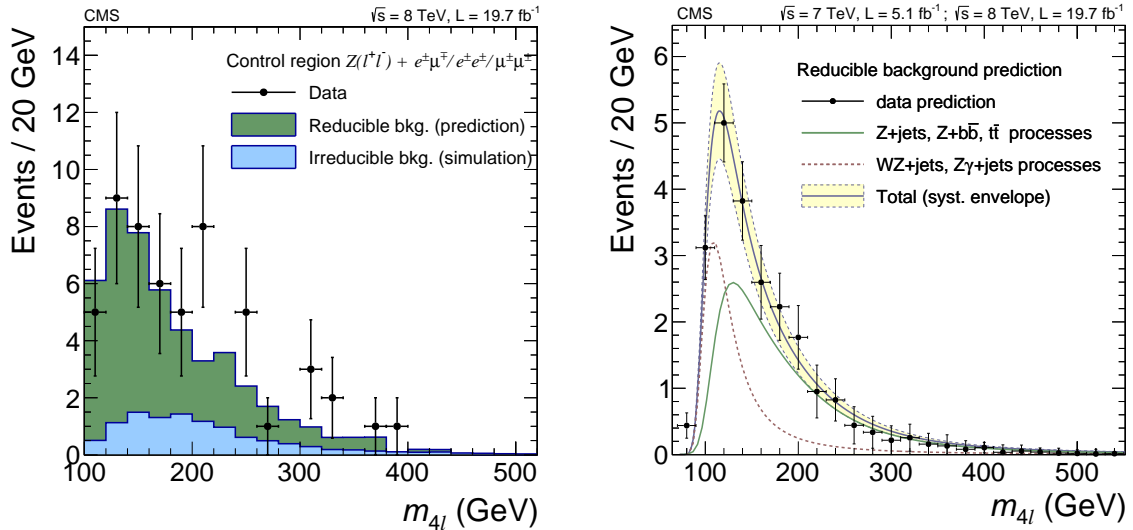 CMS
√s = 8 TeV, L = 19.7 fb⁻¹
Events / 20 GeV
14
12
10
8
6
4
2
0
Control region Z(l⁺l⁻) + e±μ∓/e±e±/μ±μ±
Data
Reducible bkg. (prediction)
Irreducible bkg. (simulation)
100 200 300 400 500
m4l (GeV)
CMS
√s = 7 TeV, L = 5.1 fb⁻¹ ; √s = 8 TeV, L = 19.7 fb⁻¹
Events / 20 GeV
6
5
4
3
2
1
0
Reducible background prediction
data prediction
Z+jets, Z+bb̅, tt̅ processes
WZ+jets, Zγ+jets processes
Total (syst. envelope)
100 200 300 400 500
m4l (GeV)